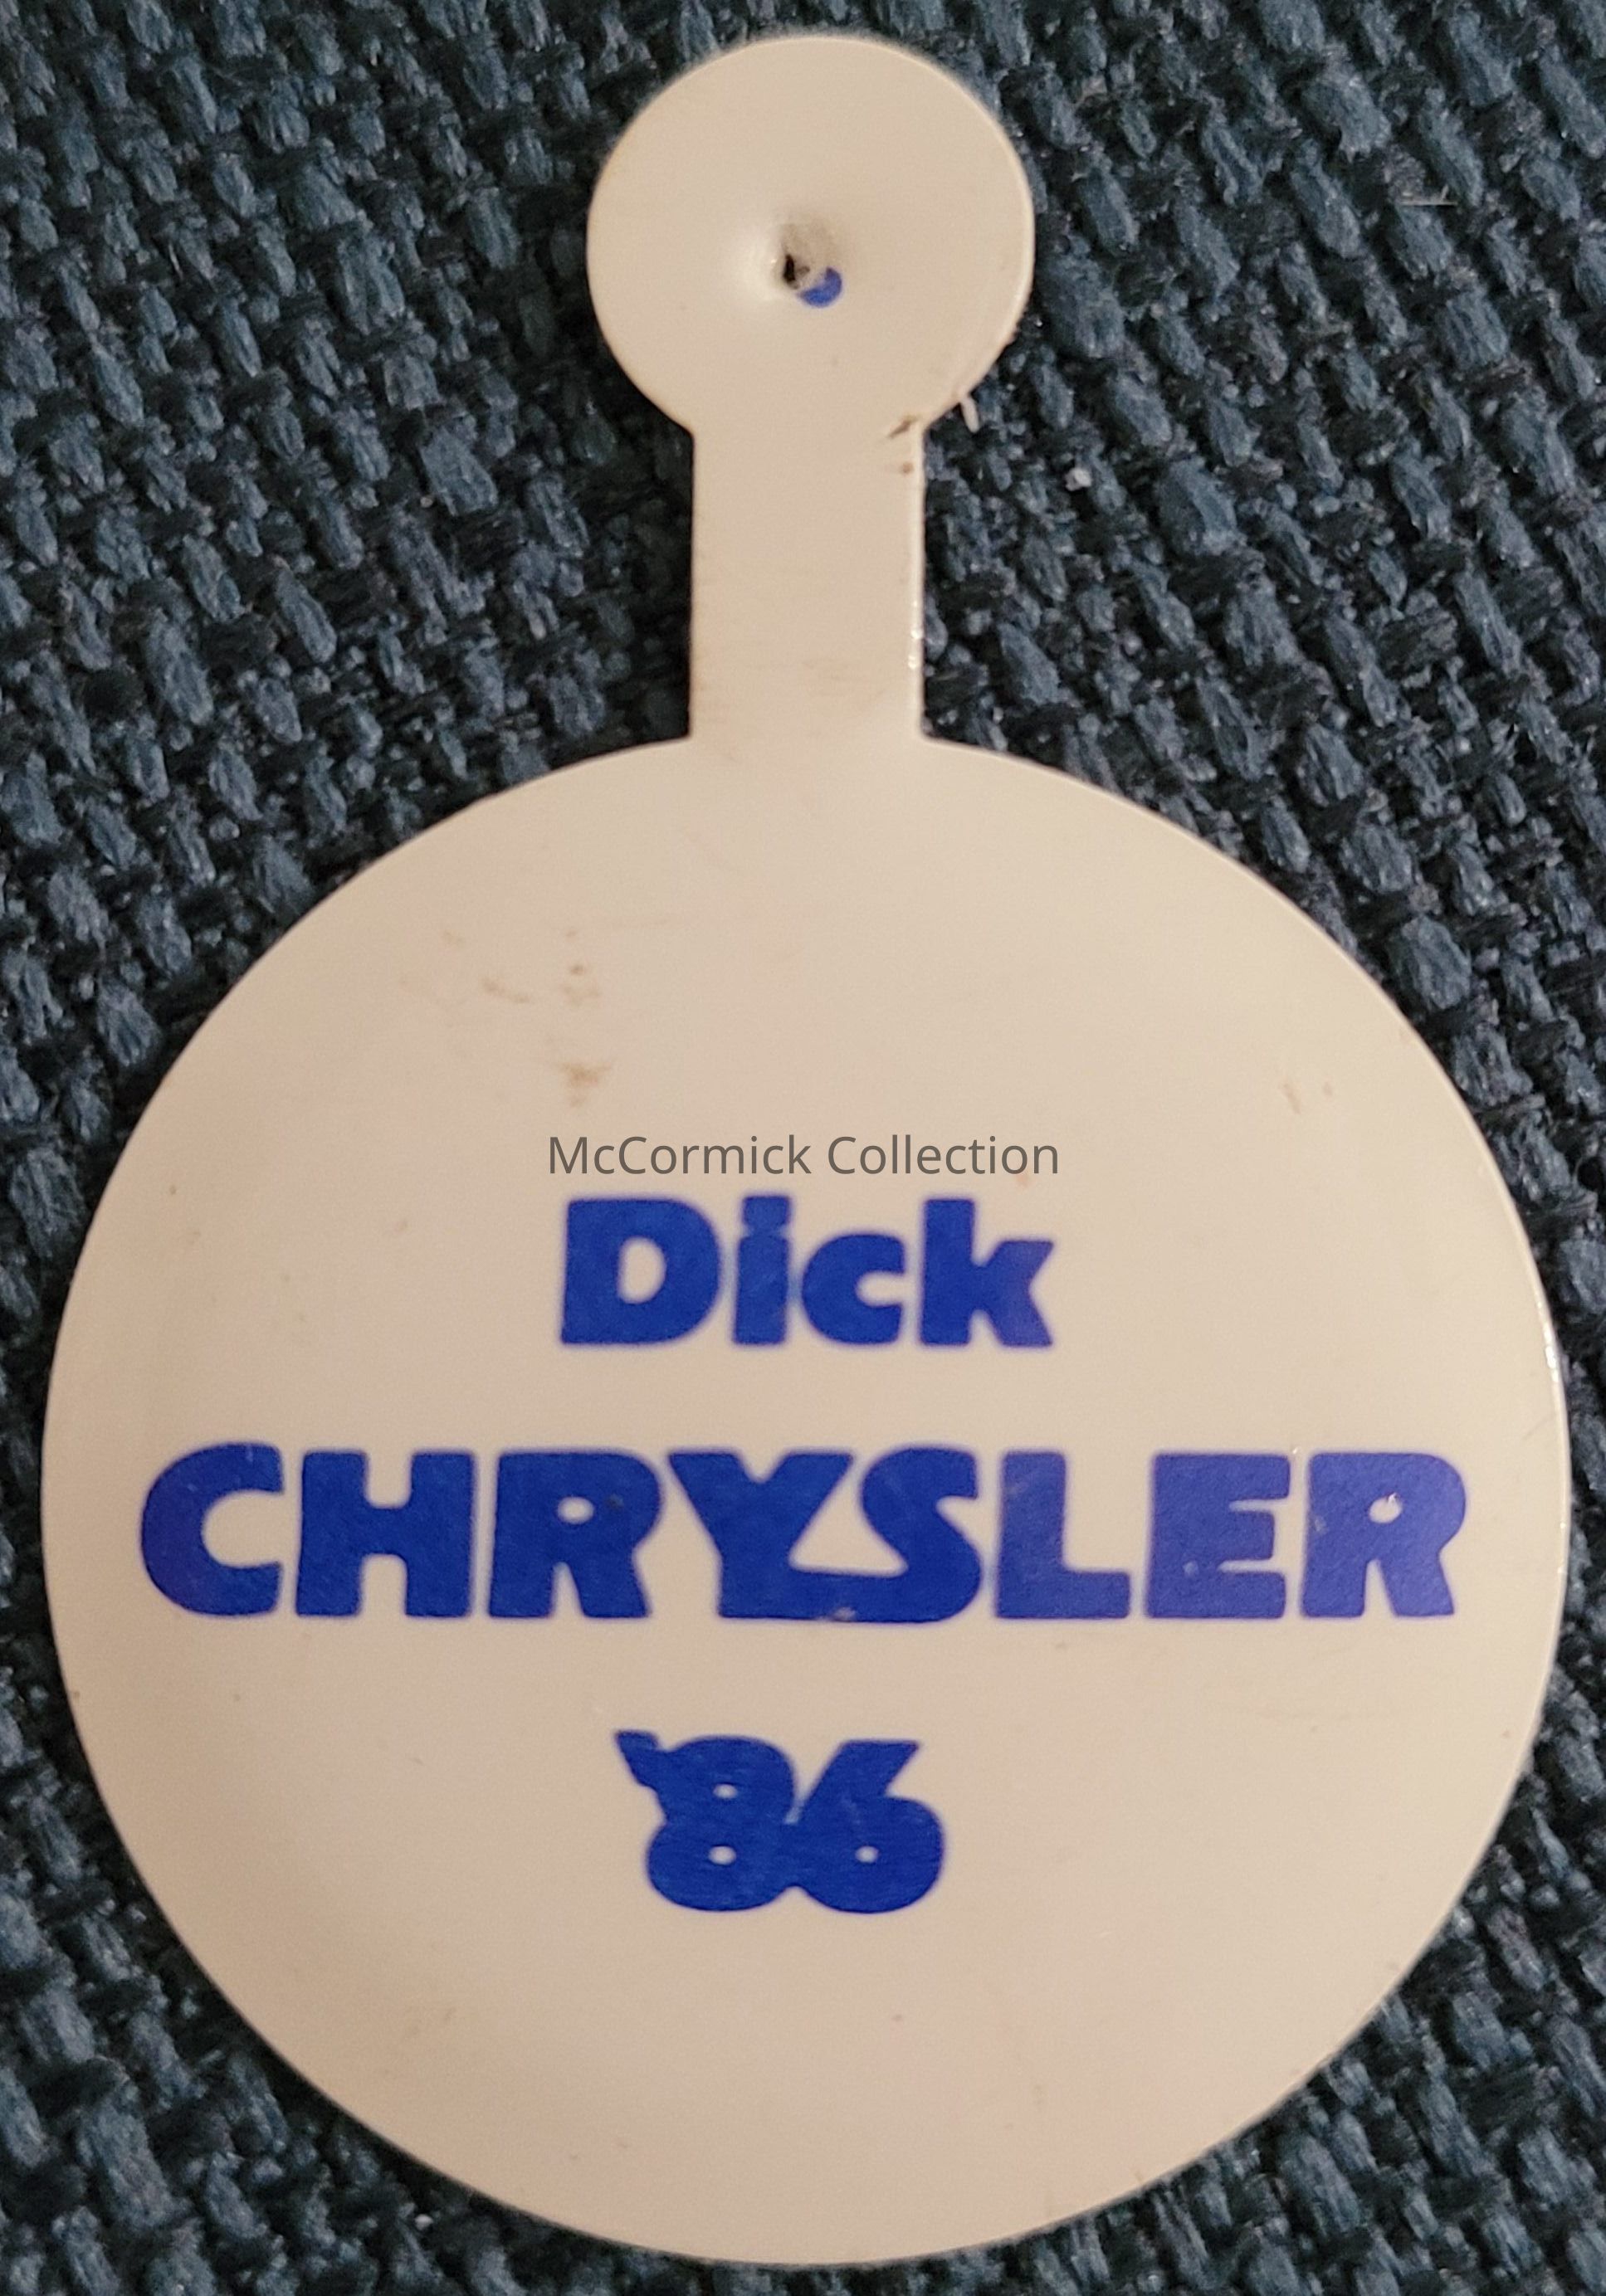 McCormick Collection
Dick
CHRYSLER
'86